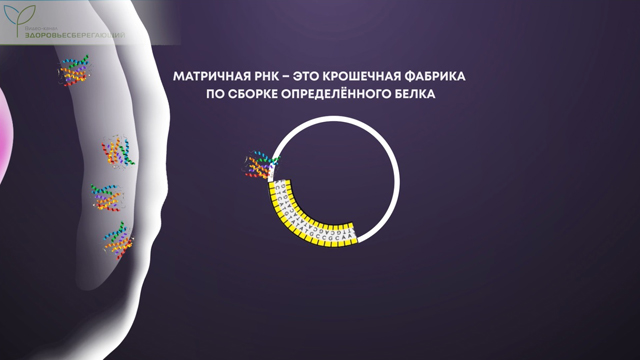 ЗДОРОВЬЕСБЕРЕГАЮЩИЙ
МАТРИЧНАЯ РНК – ЭТО КРОШЕЧНАЯ ФАБРИКА
ПО СБОРКЕ ОПРЕДЕЛЁННОГО БЕЛКА